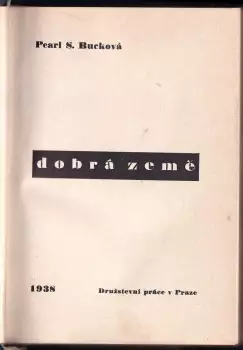 Pearl S. Bucková
dobrá země
1938 Družstevní práce v Praze